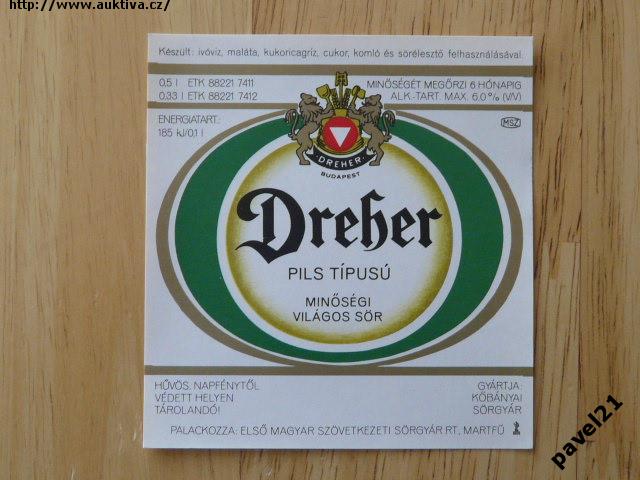 http://www.auktiva.cz/
Készült: ivóvíz, maláta, kukoricagríz, cukor, komló és sörélesztő felhasználásával.
0,5 l ETK 88221 7411
0,33 l ETK 88221 7412
MINŐSÉGÉT MEGŐRZI 6 HÓNAPIG
ALK.-TART. MAX. 6,0% (V/V)
ENERGIATART.:
185 kJ/0,1 l
MSZ
DREHER
BUDAPEST
Dreher
PILS TÍPUSÚ
MINŐSÉGI
VILÁGOS SÖR
HŰVÖS, NAPFÉNYTŐL
VÉDETT HELYEN
TÁROLANDÓ!
GYÁRTJA:
KŐBÁNYAI
SÖRGYÁR
PALACKOZZA: ELSŐ MAGYAR SZÖVETKEZETI SÖRGYÁR RT., MARTFŰ
pavel21